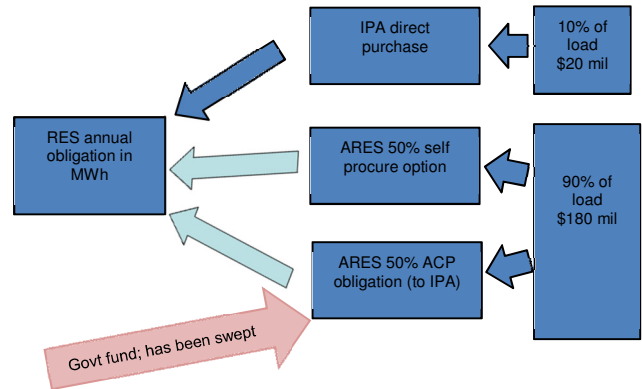 IPA direct
purchase
10% of
load
$20 mil
RES annual
obligation in
MWh
ARES 50% self
procure option
90% of
load
$180 mil
ARES 50% ACP
obligation (to IPA)
Govt fund; has been swept